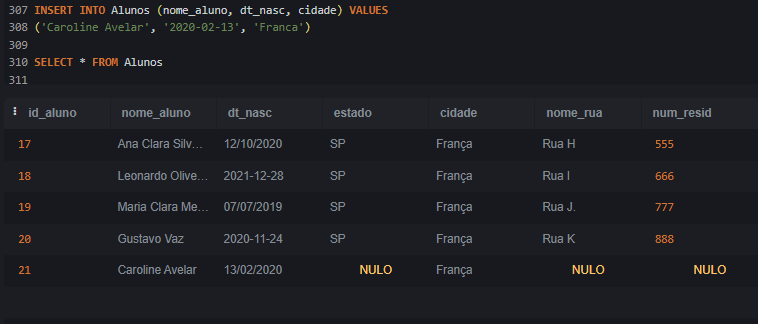 307 INSERT INTO Alunos (nome_aluno, dt_nasc, cidade) VALUES
308 ('Caroline Avelar', '2020-02-13', 'Franca')
309
310 SELECT * FROM Alunos
311
id_aluno nome_aluno dt_nasc estado cidade nome_rua num_resid
17 Ana Clara Silv... 12/10/2020 SP França Rua H 555
18 Leonardo Olive... 2021-12-28 SP França Rua I 666
19 Maria Clara Me... 07/07/2019 SP França Rua J. 777
20 Gustavo Vaz 2020-11-24 SP França Rua K 888
21 Caroline Avelar 13/02/2020 NULO França NULO NULO